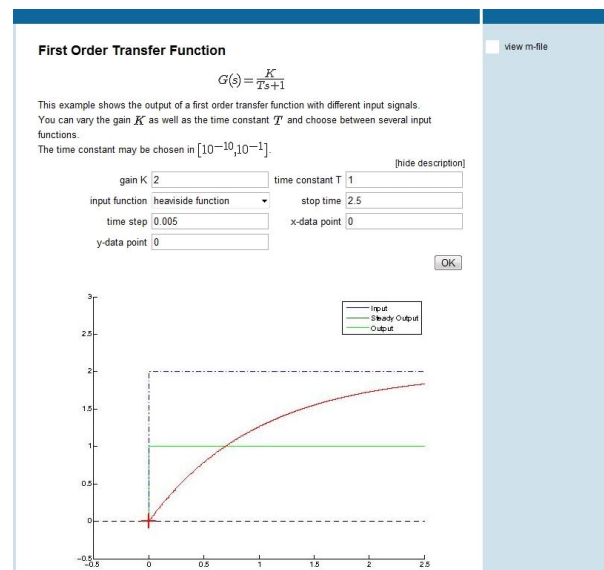 view m-file
First Order Transfer Function
G(s) = K / Ts+1
This example shows the output of a first order transfer function with different input signals.
You can vary the gain K as well as the time constant T and choose between several input
functions.
The time constant may be chosen in [10^−10, 10^−1].
[hide description]
gain K 2 time constant T 1
input function heaviside function stop time 2.5
time step 0.005 x-data point 0
y-data point 0
OK
3
Input
Steady Output
Output
2.5
2
1.5
1
0.5
0
-0.5
-0.5 0 0.5 1 1.5 2 2.5